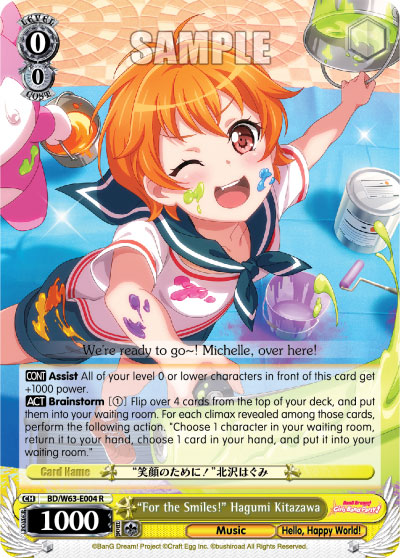 LEVEL
0
0
COST
SAMPLE
We're ready to go~! Michelle, over here!
CONT Assist All of your level 0 or lower characters in front of this card get
+1000 power.
ACT Brainstorm [①] Flip over 4 cards from the top of your deck, and put
them into your waiting room. For each climax revealed among those cards,
perform the following action. "Choose 1 character in your waiting room,
return it to your hand, choose 1 card in your hand, and put it into your
waiting room."
Card Name
“笑顔のために！”北沢はぐみ
CH BD/W63-E004 R
1000
"For the Smiles!" Hagumi Kitazawa
BanG Dream! Girls Band Party!
Music
Hello, Happy World!
©BanG Dream! Project ©Craft Egg Inc. ©bushiroad All Rights Reserved.